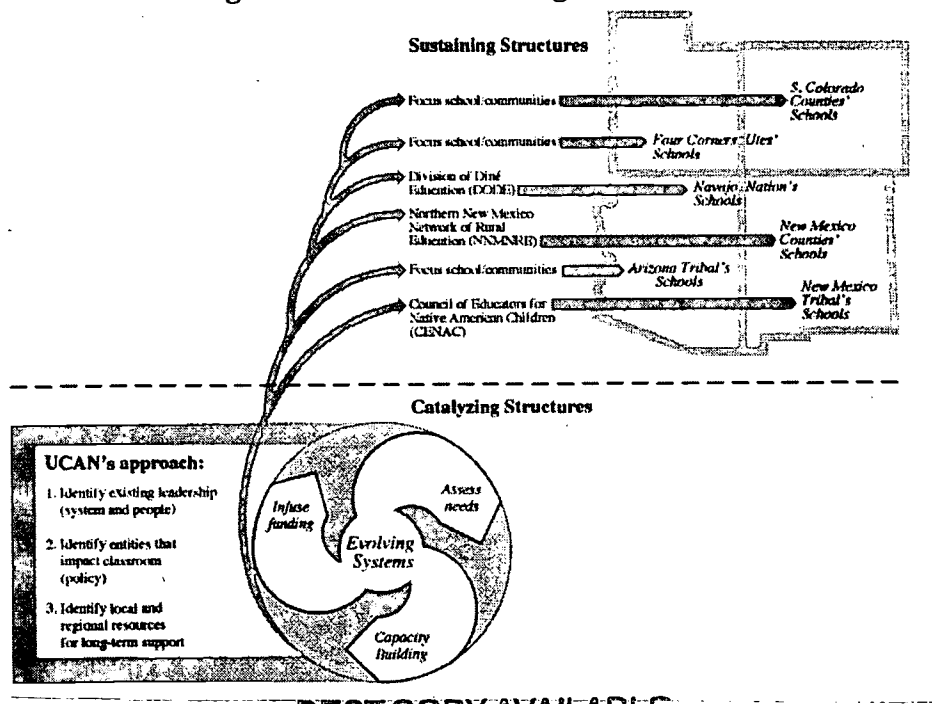 Sustaining Structures
Focus school/communities
S. Colorado
Counties'
Schools
Focus school/communities
Four Corners Utes'
Schools
Division of Diné
Education (DODE)
Navajo Nation's
Schools
Northern New Mexico
Network of Rural
Education (NNMNRE)
New Mexico
Counties'
Schools
Focus school/communities
Arizona Tribal's
Schools
Council of Educators for
Native American Children
(CENAC)
New Mexico
Tribal's
Schools
Catalyzing Structures
UCAN's approach:
1. Identify existing leadership
(system and people)
2. Identify entities that
impact classroom
(policy)
3. Identify local and
regional resources
for long-term support
Infuse
funding
Assess
needs
Evolving
Systems
Capacity
Building
BEST COPY AVAILABLE